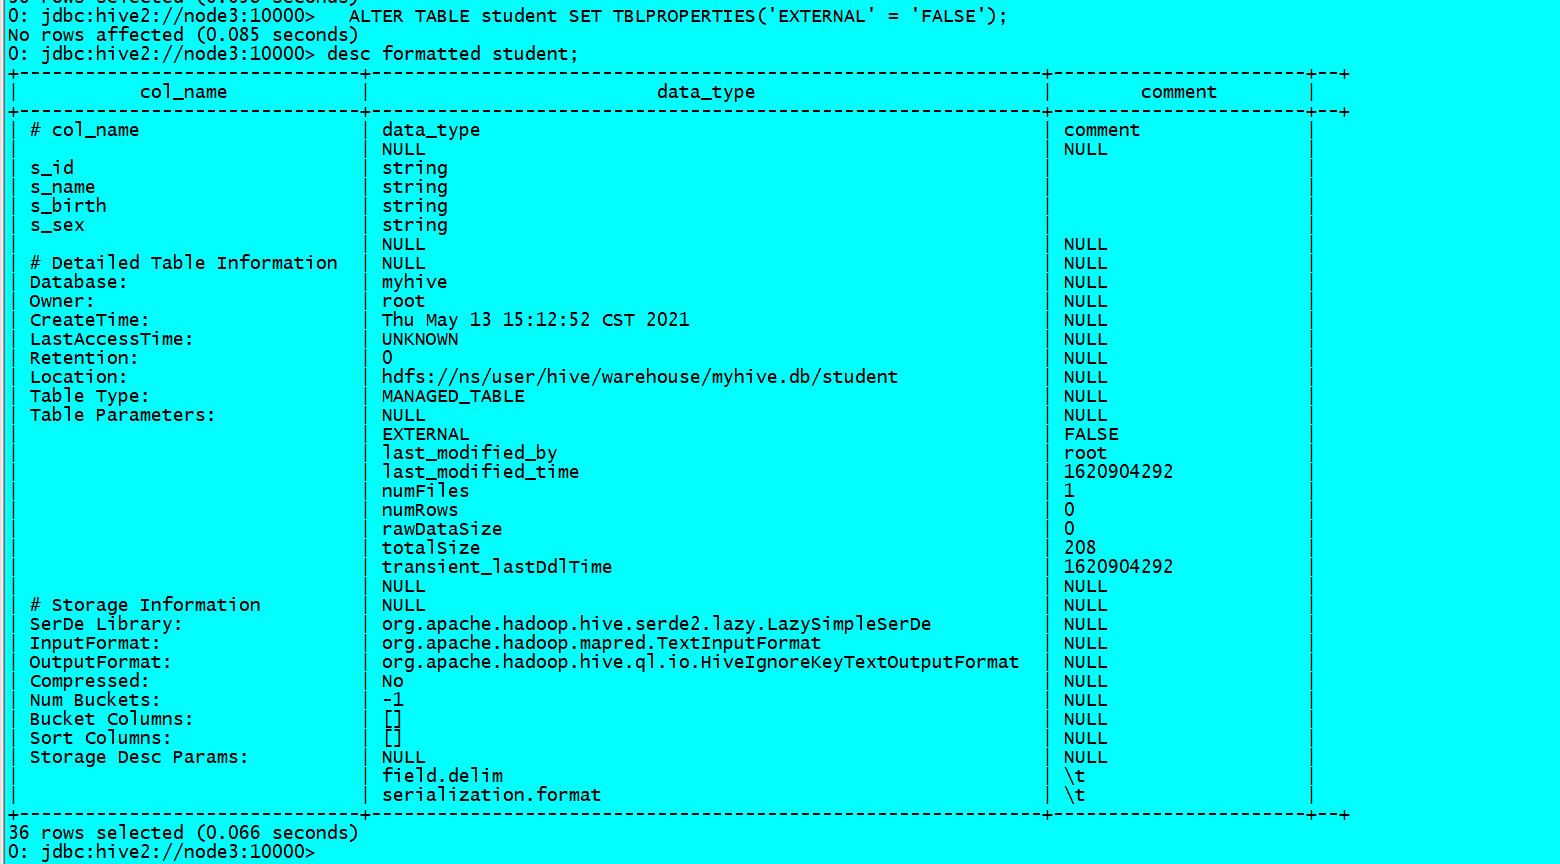 0: jdbc:hive2://node3:10000>   ALTER TABLE student SET TBLPROPERTIES('EXTERNAL' = 'FALSE');
No rows affected (0.085 seconds)
0: jdbc:hive2://node3:10000> desc formatted student;
+-------------------------------+--------------------------------------------------------------+-----------------------+--+
| col_name | data_type | comment |
+-------------------------------+--------------------------------------------------------------+-----------------------+--+
| # col_name | data_type | comment |
| | NULL | NULL |
| s_id | string | |
| s_name | string | |
| s_birth | string | |
| s_sex | string | |
| | NULL | NULL |
| # Detailed Table Information | NULL | NULL |
| Database: | myhive | NULL |
| Owner: | root | NULL |
| CreateTime: | Thu May 13 15:12:52 CST 2021 | NULL |
| LastAccessTime: | UNKNOWN | NULL |
| Retention: | 0 | NULL |
| Location: | hdfs://ns/user/hive/warehouse/myhive.db/student | NULL |
| Table Type: | MANAGED_TABLE | NULL |
| Table Parameters: | NULL | NULL |
| | EXTERNAL | FALSE |
| | last_modified_by | root |
| | last_modified_time | 1620904292 |
| | numFiles | 1 |
| | numRows | 0 |
| | rawDataSize | 0 |
| | totalSize | 208 |
| | transient_lastDdlTime | 1620904292 |
| | NULL | NULL |
| # Storage Information | NULL | NULL |
| SerDe Library: | org.apache.hadoop.hive.serde2.lazy.LazySimpleSerDe | NULL |
| InputFormat: | org.apache.hadoop.mapred.TextInputFormat | NULL |
| OutputFormat: | org.apache.hadoop.hive.ql.io.HiveIgnoreKeyTextOutputFormat | NULL |
| Compressed: | No | NULL |
| Num Buckets: | -1 | NULL |
| Bucket Columns: | [] | NULL |
| Sort Columns: | [] | NULL |
| Storage Desc Params: | NULL | NULL |
| | field.delim | \t |
| | serialization.format | \t |
+-------------------------------+--------------------------------------------------------------+-----------------------+--+
36 rows selected (0.066 seconds)
0: jdbc:hive2://node3:10000>